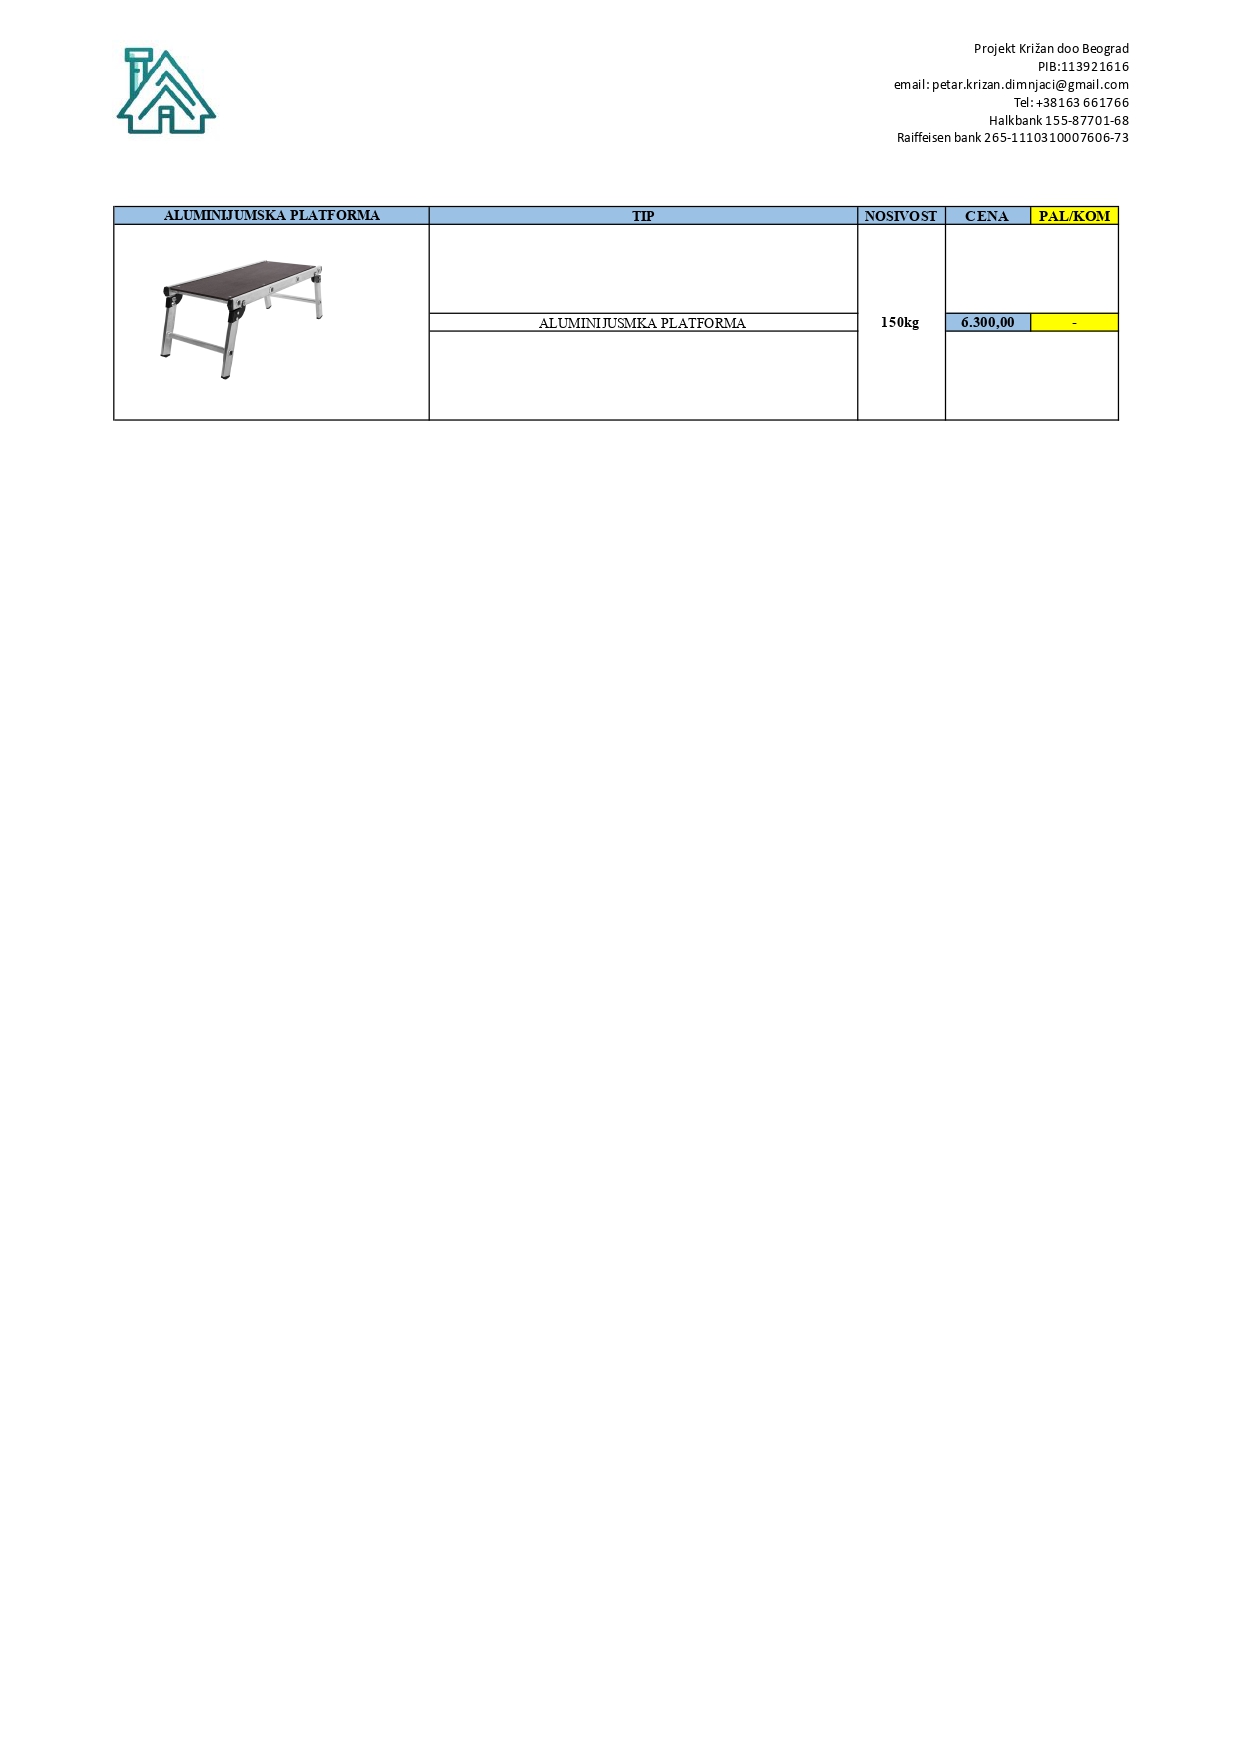 Projekt Križan doo Beograd
PIB:113921616
email: petar.krizan.dimnjaci@gmail.com
Tel: +38163 661766
Halkbank 155-87701-68
Raiffeisen bank 265-1110310007606-73
ALUMINIJUMSKA PLATFORMA TIP NOSIVOST CENA PAL/KOM
ALUMINIJUSMKA PLATFORMA 150kg 6.300,00 -